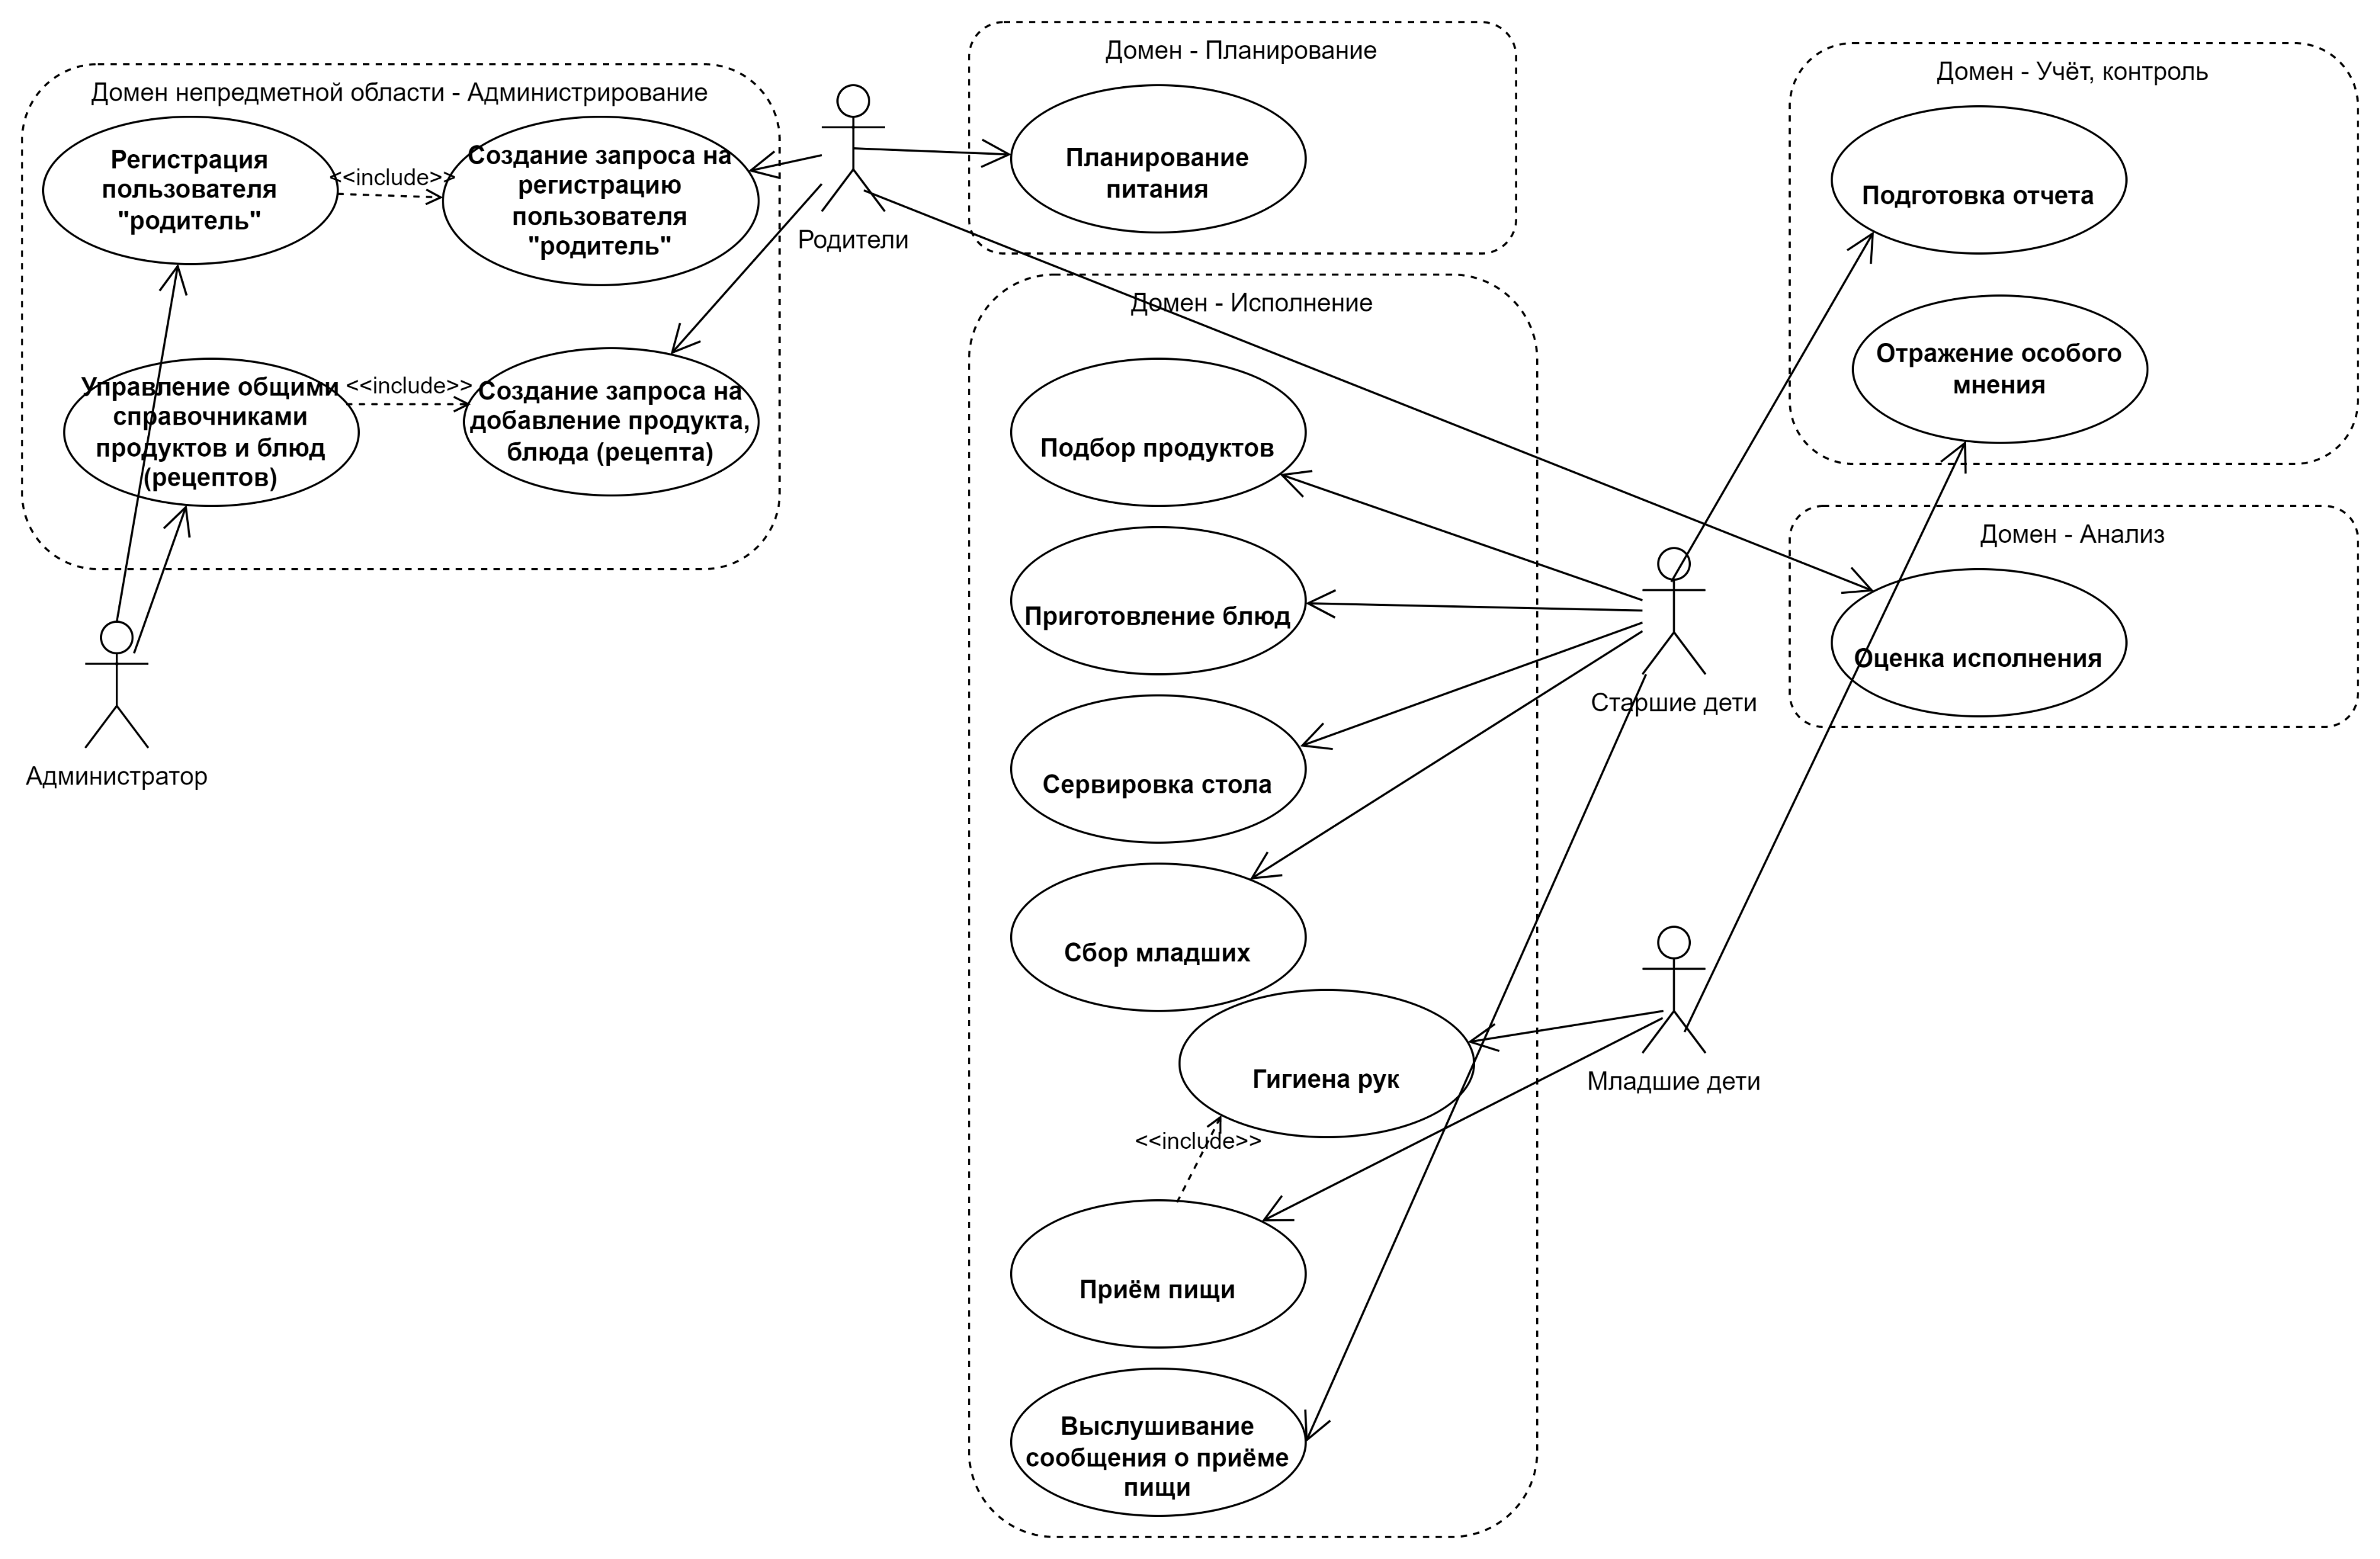 Домен непредметной области - Администрирование
Регистрация
пользователя
"родитель"
<<include>>
Создание запроса на
регистрацию
пользователя
"родитель"
Управление общими
справочниками
продуктов и блюд
(рецептов)
<<include>>
Создание запроса на
добавление продукта,
блюда (рецепта)
Администратор
Родители
Домен - Планирование
Планирование
питания
Домен - Исполнение
Подбор продуктов
Приготовление блюд
Сервировка стола
Сбор младших
Гигиена рук
<<include>>
Приём пищи
Выслушивание
сообщения о приёме
пищи
Старшие дети
Младшие дети
Домен - Учёт, контроль
Подготовка отчета
Отражение особого
мнения
Домен - Анализ
Оценка исполнения